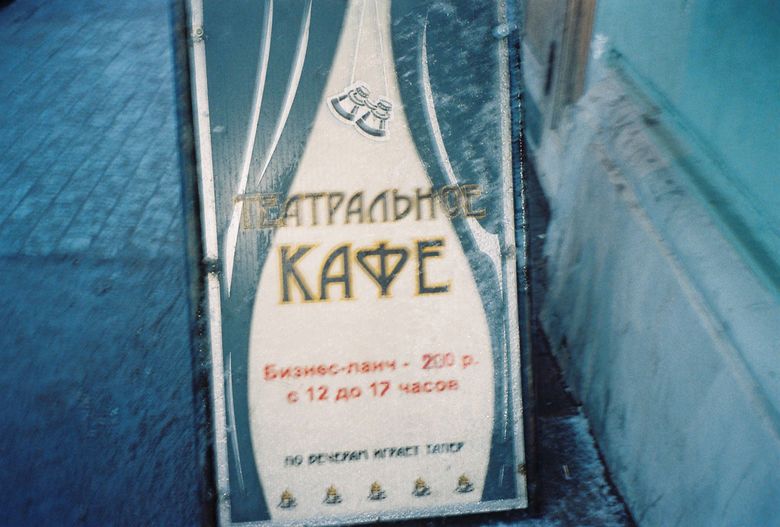 ТЕАТРАЛЬНОЕ
КАФЕ
Бизнес-ланч - 200 р.
с 12 до 17 часов
ПО ВЕЧЕРАМ ИГРАЕТ ТАПЕР